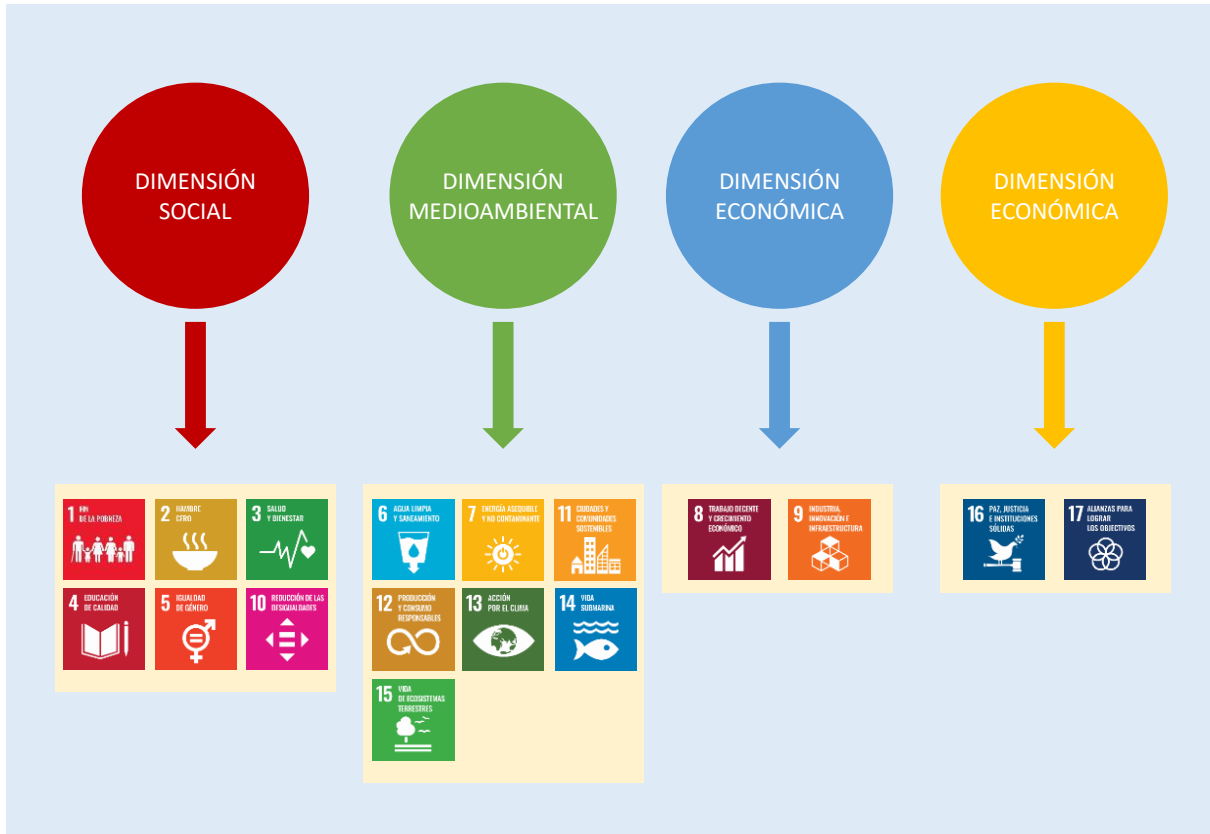 DIMENSIÓN
SOCIAL
DIMENSIÓN
MEDIOAMBIENTAL
DIMENSIÓN
ECONÓMICA
DIMENSIÓN
ECONÓMICA
1 FIN
DE LA POBREZA
2 HAMBRE
CERO
3 SALUD
Y BIENESTAR
4 EDUCACIÓN
DE CALIDAD
5 IGUALDAD
DE GÉNERO
10 REDUCCIÓN DE LAS
DESIGUALDADES
6 AGUA LIMPIA
Y SANEAMIENTO
7 ENERGÍA ASEQUIBLE
Y NO CONTAMINANTE
11 CIUDADES Y
COMUNIDADES
SOSTENIBLES
12 PRODUCCIÓN
Y CONSUMO
RESPONSABLES
13 ACCIÓN
POR EL CLIMA
14 VIDA
SUBMARINA
15 VIDA
DE ECOSISTEMAS
TERRESTRES
8 TRABAJO DECENTE
Y CRECIMIENTO
ECONÓMICO
9 INDUSTRIA,
INNOVACIÓN E
INFRAESTRUCTURA
16 PAZ, JUSTICIA
E INSTITUCIONES
SÓLIDAS
17 ALIANZAS PARA
LOGRAR
LOS OBJECTIVOS